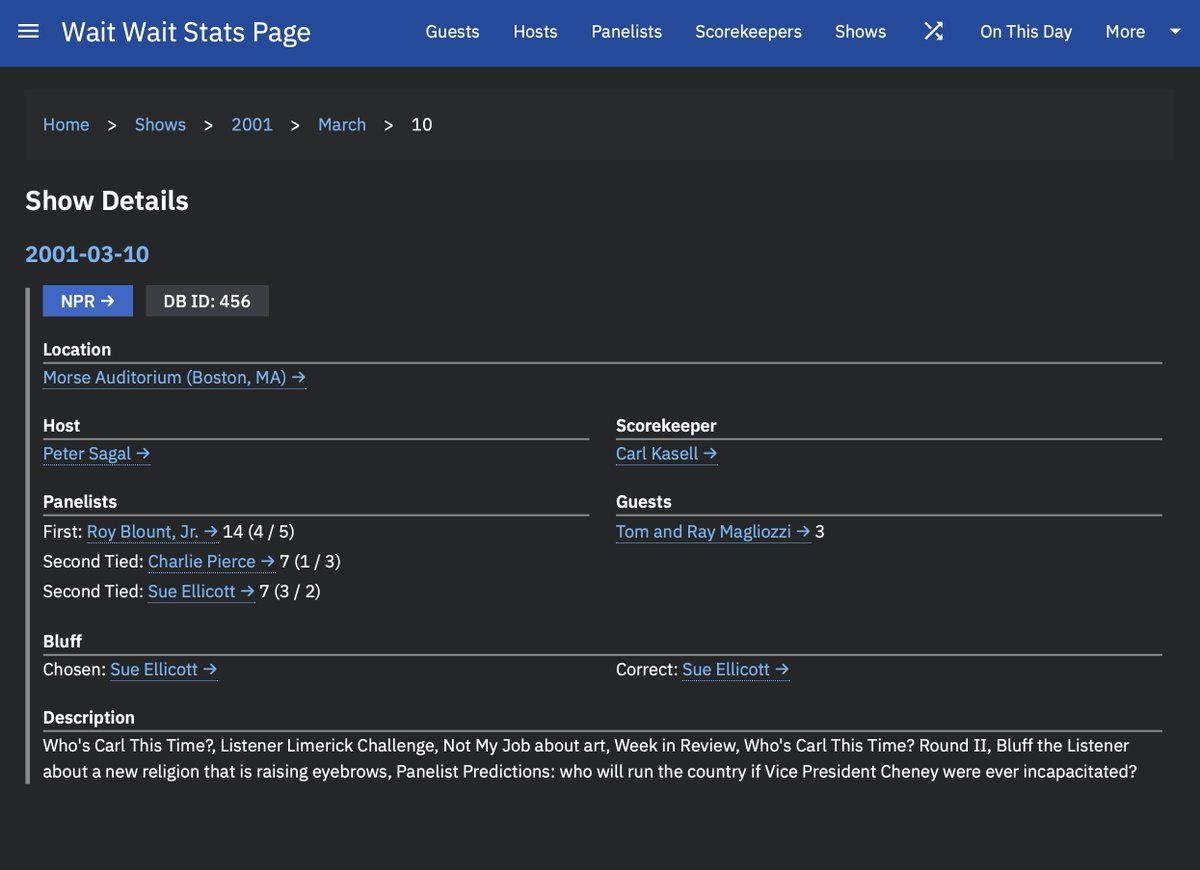 Wait Wait Stats Page Guests Hosts Panelists Scorekeepers Shows On This Day More
Home > Shows > 2001 > March > 10
Show Details
2001-03-10
NPR → DB ID: 456
Location
Morse Auditorium (Boston, MA) →
Host Scorekeeper
Peter Sagal → Carl Kasell →
Panelists Guests
First: Roy Blount, Jr. → 14 (4 / 5) Tom and Ray Magliozzi → 3
Second Tied: Charlie Pierce → 7 (1 / 3)
Second Tied: Sue Ellicott → 7 (3 / 2)
Bluff
Chosen: Sue Ellicott → Correct: Sue Ellicott →
Description
Who's Carl This Time?, Listener Limerick Challenge, Not My Job about art, Week in Review, Who's Carl This Time? Round II, Bluff the Listener
about a new religion that is raising eyebrows, Panelist Predictions: who will run the country if Vice President Cheney were ever incapacitated?